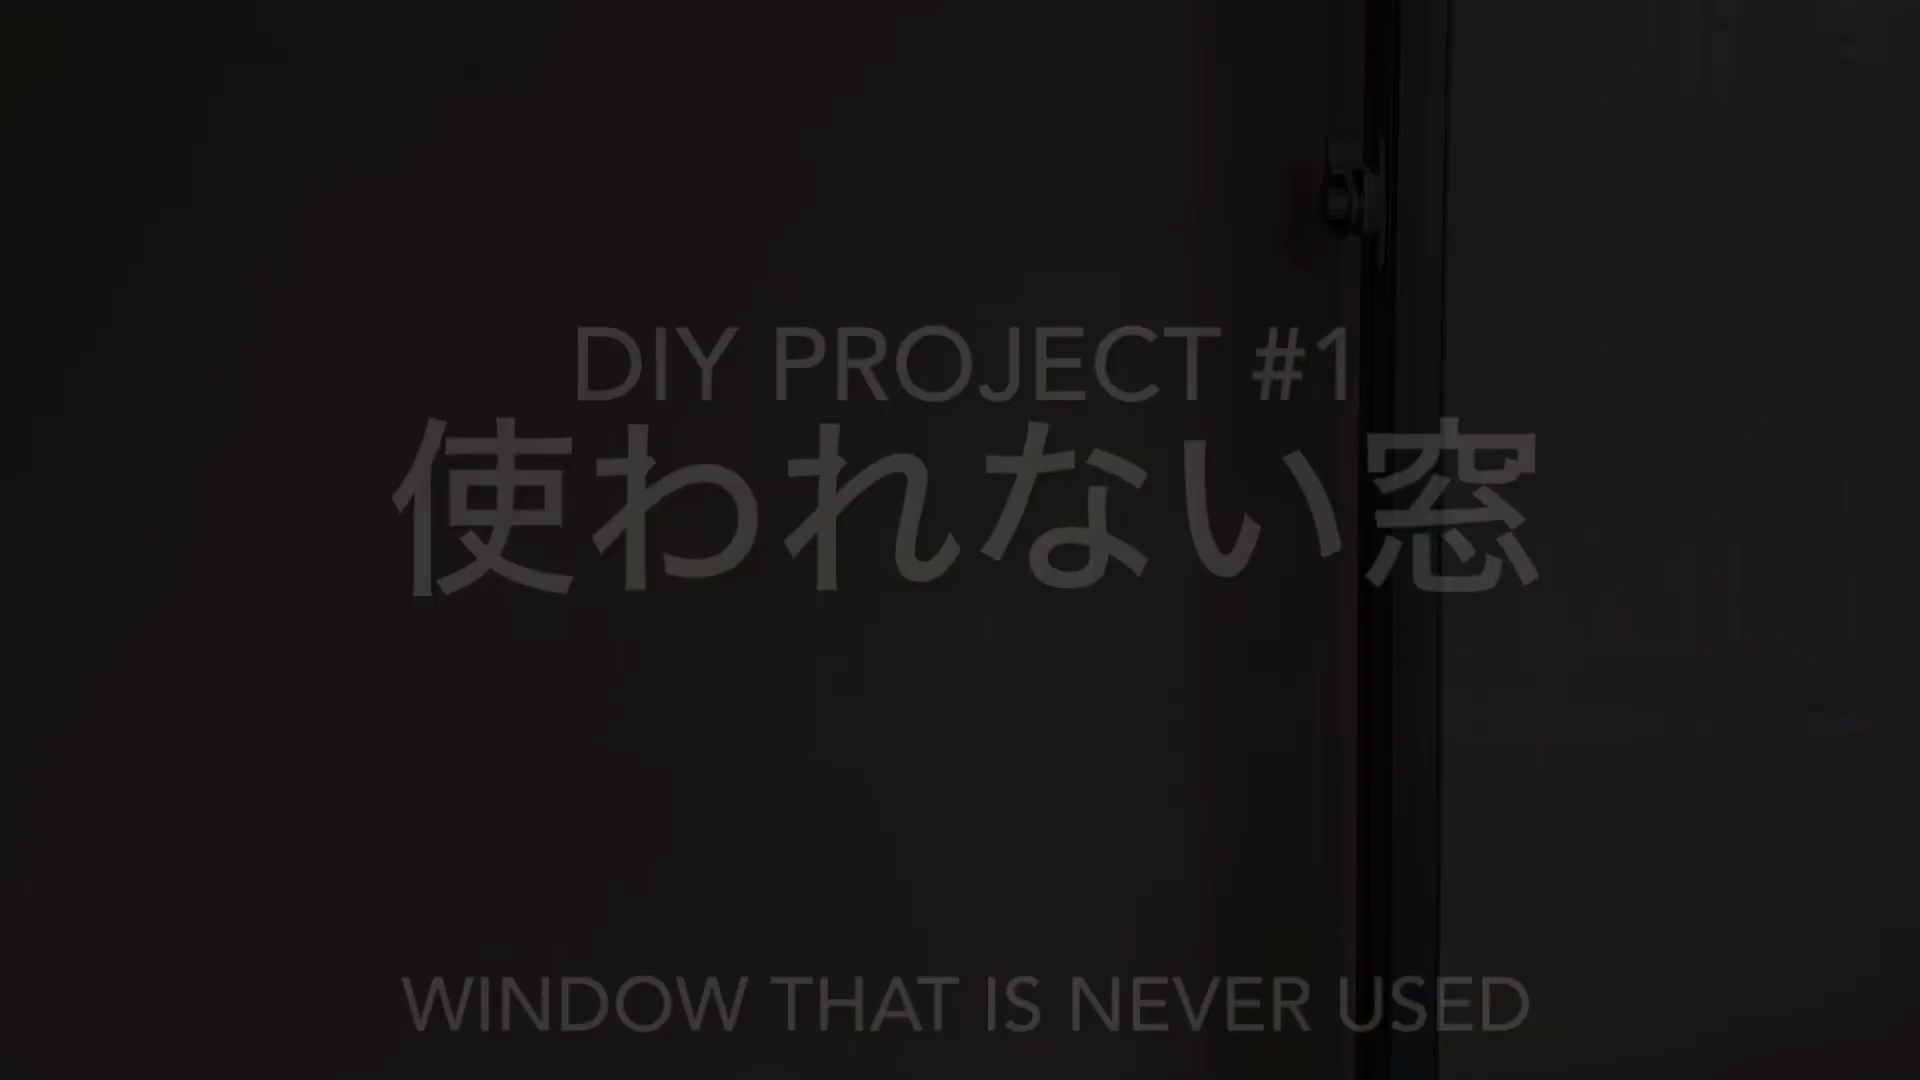 DIY PROJECT #1
使われない窓
WINDOW THAT IS NEVER USED